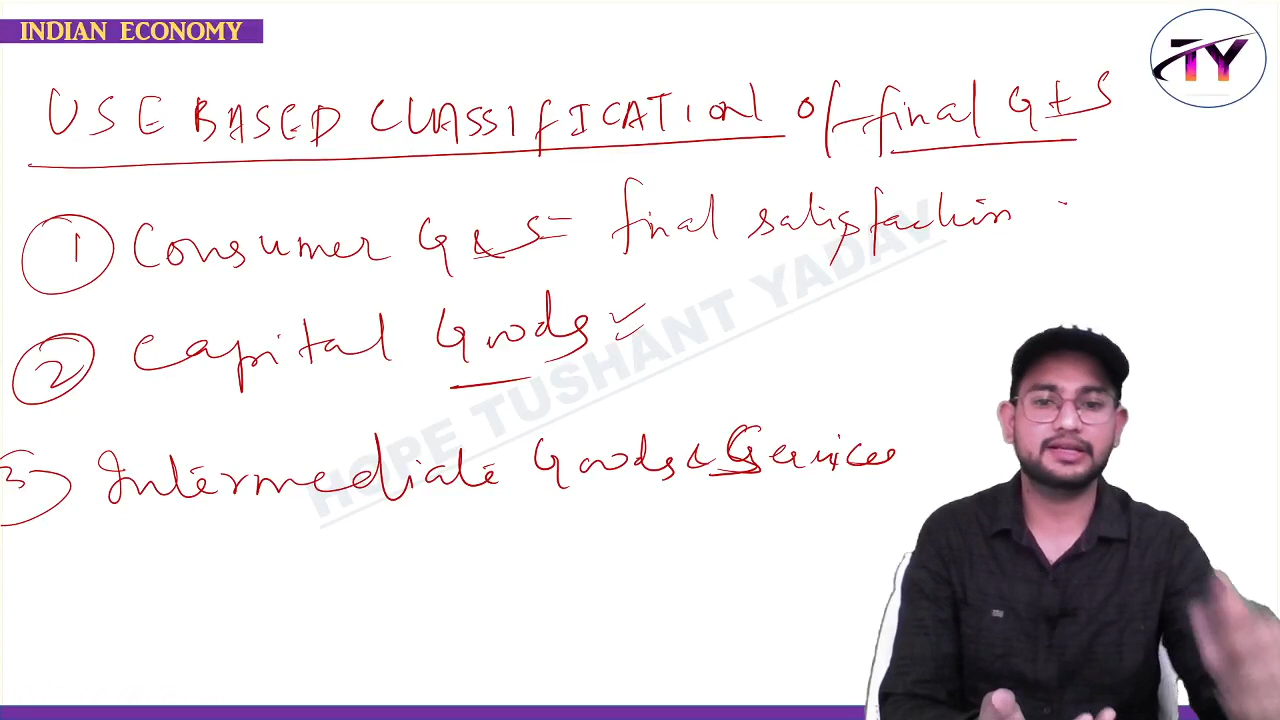 INDIAN ECONOMY
TY
USE BASED CLASSIFICATION of final G & S
1 Consumer G & S = final satisfaction
2 Capital Goods
3 Intermediate Goods & Services
HOPE TUSHANT YADAV